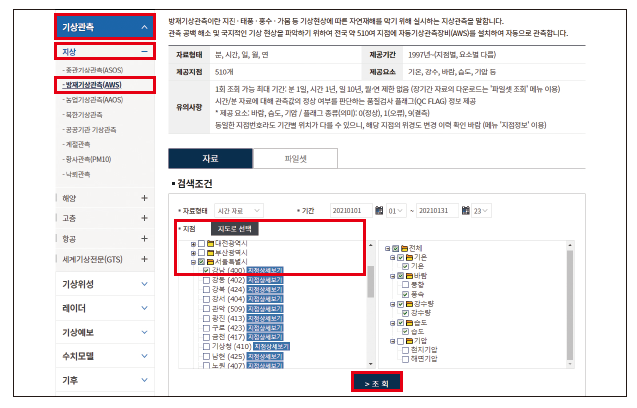 기상관측
지상
- 종관기상관측(ASOS)
- 방재기상관측(AWS)
- 농업기상관측(AAOS)
- 북한기상관측
- 공공기관 기상관측
- 계절관측
- 황사관측(PM10)
- 낙뢰관측
해양
고층
항공
세계기상전문(GTS)
기상위성
레이더
기상예보
수치모델
기후
방재기상관측이란 지진 · 태풍 · 홍수 · 가뭄 등 기상현상에 따른 자연재해를 막기 위해 실시하는 지상관측을 말합니다.
관측 공백 해소 및 국지적인 기상 현상을 파악하기 위하여 전국 약 510여 지점에 자동기상관측장비(AWS)를 설치하여 자동으로 관측합니다.
자료형태 분, 시간, 일, 월, 연 제공기간 1997년~(지점별, 요소별 다름)
제공지점 510개 제공요소 기온, 강수, 바람, 습도, 기압 등
유의사항
1회 조회 가능 최대 기간: 분 1일, 시간 1년, 일 10년, 월·연 제한 없음 (장기간 자료의 다운로드는 '파일셋 조회' 메뉴 이용)
시간/분 자료에 대해 관측값의 정상 여부를 판단하는 품질검사 플래그(QC FLAG) 정보 제공
* 제공 요소: 바람, 습도, 기압 / 플래그 종류(의미): 0(정상), 1(오류), 9(결측)
동일한 지점번호라도 기간별 위치가 다를 수 있으니, 해당 지점의 위경도 변경 이력 확인 바람 (메뉴 '지점정보' 이용)
자료 파일셋
검색조건
자료형태 시간 자료 기간 20210101 01 ~ 20210131 23
지점 지도로 선택
대전광역시
부산광역시
서울특별시
강남 (400) 지점상세보기
강동 (402) 지점상세보기
강북 (424) 지점상세보기
강서 (404) 지점상세보기
관악 (509) 지점상세보기
광진 (413) 지점상세보기
구로 (423) 지점상세보기
금천 (417) 지점상세보기
기상청 (410) 지점상세보기
남현 (425) 지점상세보기
노원 (407) 지점상세보기
전체
기온
기온
바람
풍향
풍속
강수량
강수량
습도
습도
기압
현지기압
해면기압
> 조 회